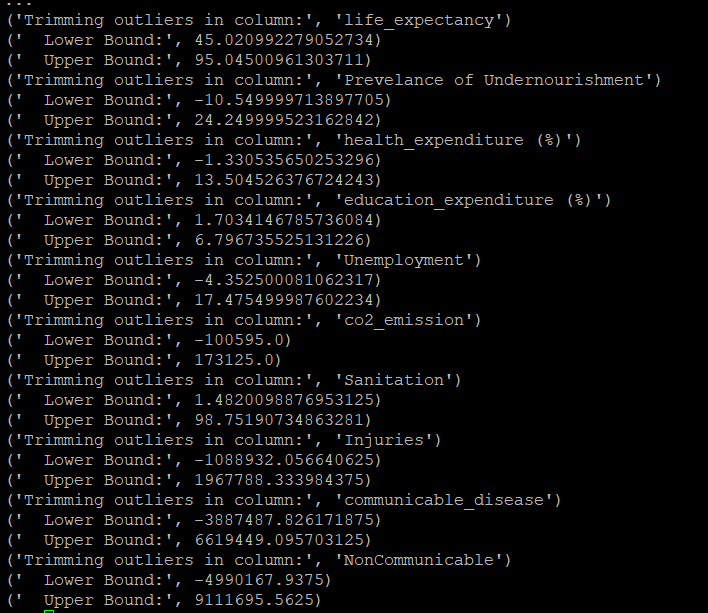 ...
('Trimming outliers in column:', 'life_expectancy')
('  Lower Bound:', 45.020992279052734)
('  Upper Bound:', 95.04500961303711)
('Trimming outliers in column:', 'Prevelance of Undernourishment')
('  Lower Bound:', -10.549999713897705)
('  Upper Bound:', 24.249999523162842)
('Trimming outliers in column:', 'health_expenditure (%)')
('  Lower Bound:', -1.330535650253296)
('  Upper Bound:', 13.504526376724243)
('Trimming outliers in column:', 'education_expenditure (%)')
('  Lower Bound:', 1.7034146785736084)
('  Upper Bound:', 6.796735525131226)
('Trimming outliers in column:', 'Unemployment')
('  Lower Bound:', -4.352500081062317)
('  Upper Bound:', 17.475499987602234)
('Trimming outliers in column:', 'co2_emission')
('  Lower Bound:', -100595.0)
('  Upper Bound:', 173125.0)
('Trimming outliers in column:', 'Sanitation')
('  Lower Bound:', 1.4820098876953125)
('  Upper Bound:', 98.75190734863281)
('Trimming outliers in column:', 'Injuries')
('  Lower Bound:', -1088932.056640625)
('  Upper Bound:', 1967788.333984375)
('Trimming outliers in column:', 'communicable_disease')
('  Lower Bound:', -3887487.826171875)
('  Upper Bound:', 6619449.095703125)
('Trimming outliers in column:', 'NonCommunicable')
('  Lower Bound:', -4990167.9375)
('  Upper Bound:', 9111695.5625)